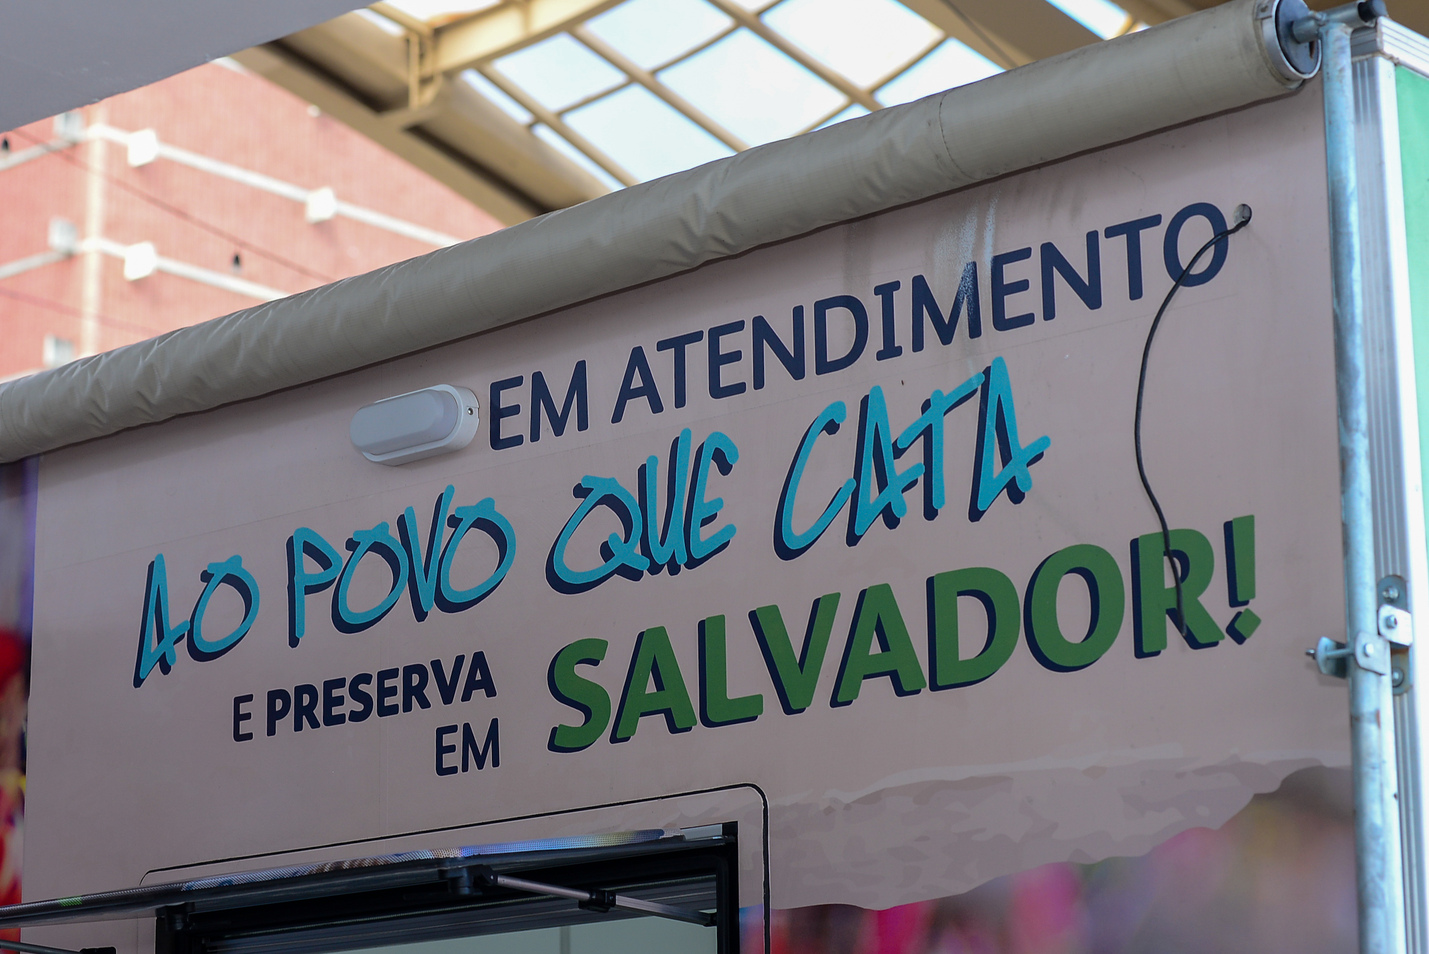 EM ATENDIMENTO
AO POVO QUE CATA
E PRESERVA
EM SALVADOR!